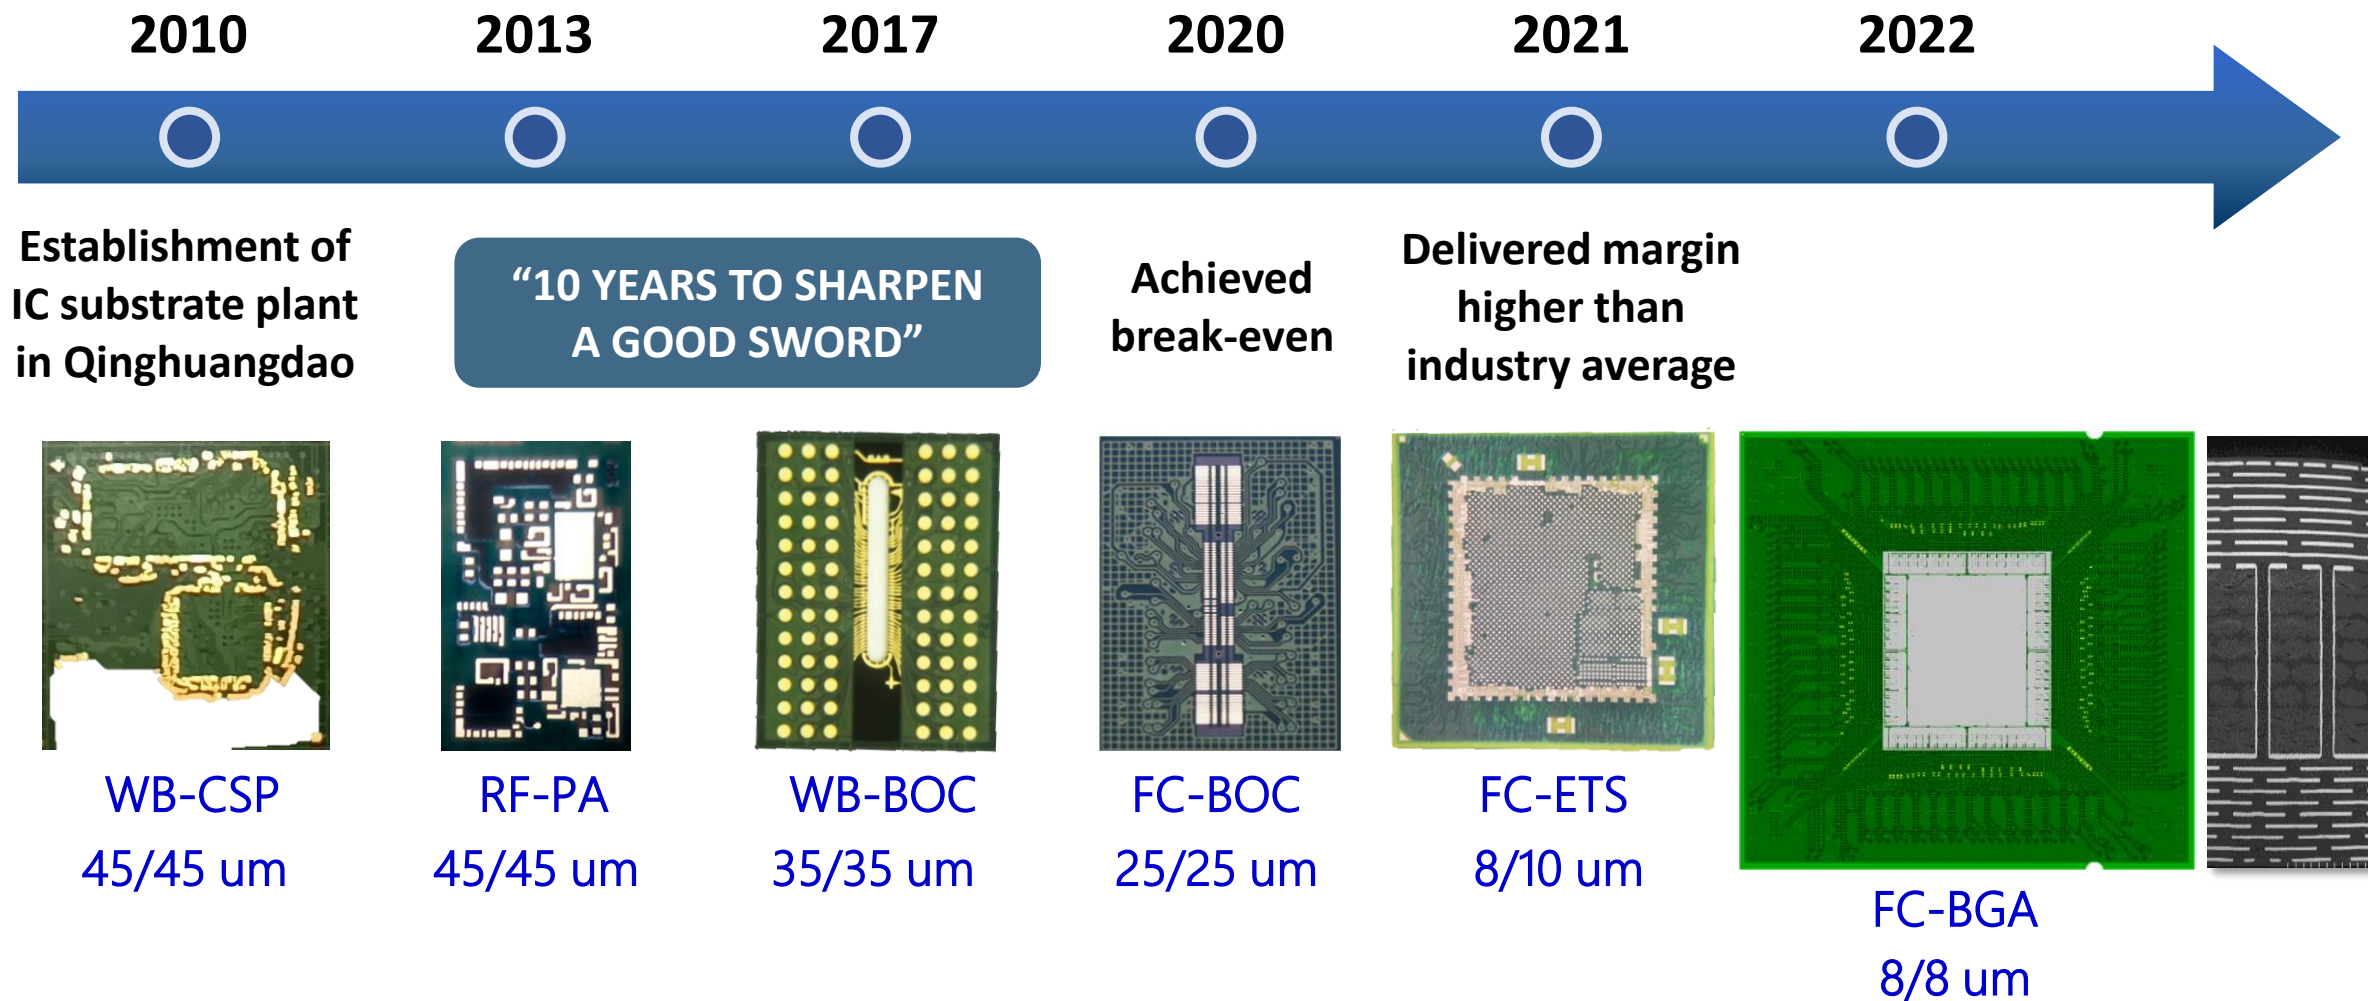 2010
2013
2017
2020
2021
2022
Establishment of
IC substrate plant
in Qinghuangdao
“10 YEARS TO SHARPEN
A GOOD SWORD”
Achieved
break-even
Delivered margin
higher than
industry average
WB-CSP
45/45 um
RF-PA
45/45 um
WB-BOC
35/35 um
FC-BOC
25/25 um
FC-ETS
8/10 um
FC-BGA
8/8 um